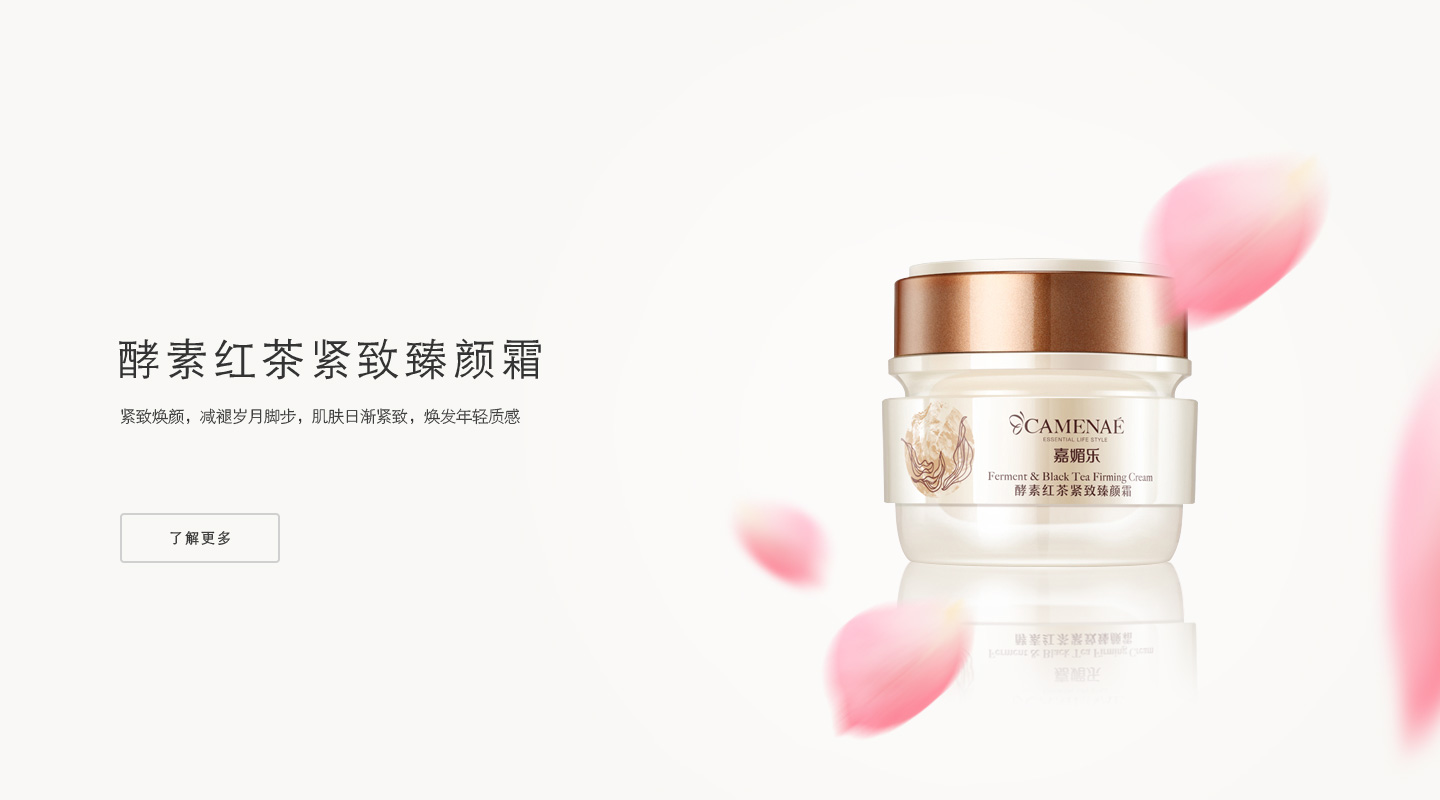 酵素红茶紧致臻颜霜
紧致焕颜，减褪岁月脚步，肌肤日渐紧致，焕发年轻质感
了解更多
CAMENAÉ
ESSENTIAL LIFE STYLE
嘉媚乐
Ferment & Black Tea Firming Cream
酵素红茶紧致臻颜霜